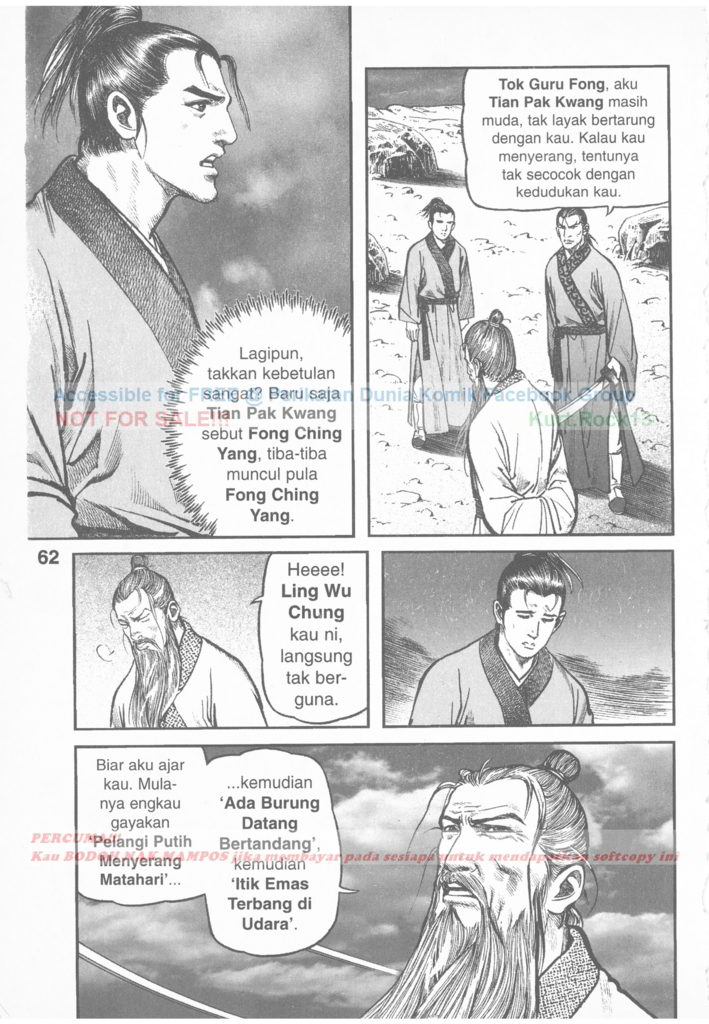 Tok Guru Fong, aku
Tian Pak Kwang masih
muda, tak layak bertarung
dengan kau. Kalau kau
menyerang, tentunya
tak secocok dengan
kedudukan kau.
Lagipun,
takkan kebetulan
sangat? Baru saja
Tian Pak Kwang
sebut Fong Ching
Yang, tiba-tiba
muncul pula
Fong Ching
Yang.
Accessible for FREE @
Dunia Komik Facebook Group
NOT FOR SALE!!!
Kurt.Rock13
62
Heeee!
Ling Wu
Chung
kau ni,
langsung
tak ber-
guna.
Biar aku ajar
kau. Mula-
nya engkau
gayakan
'Pelangi Putih
Menyerang
Matahari'...
...kemudian
'Ada Burung
Datang
Bertandang',
kemudian
'Itik Emas
Terbang di
Udara'.
PERCUMA!!
Kau BODOH NAK MAMPOS jika membayar pada sesiapa untuk mendapatkan softcopy ini